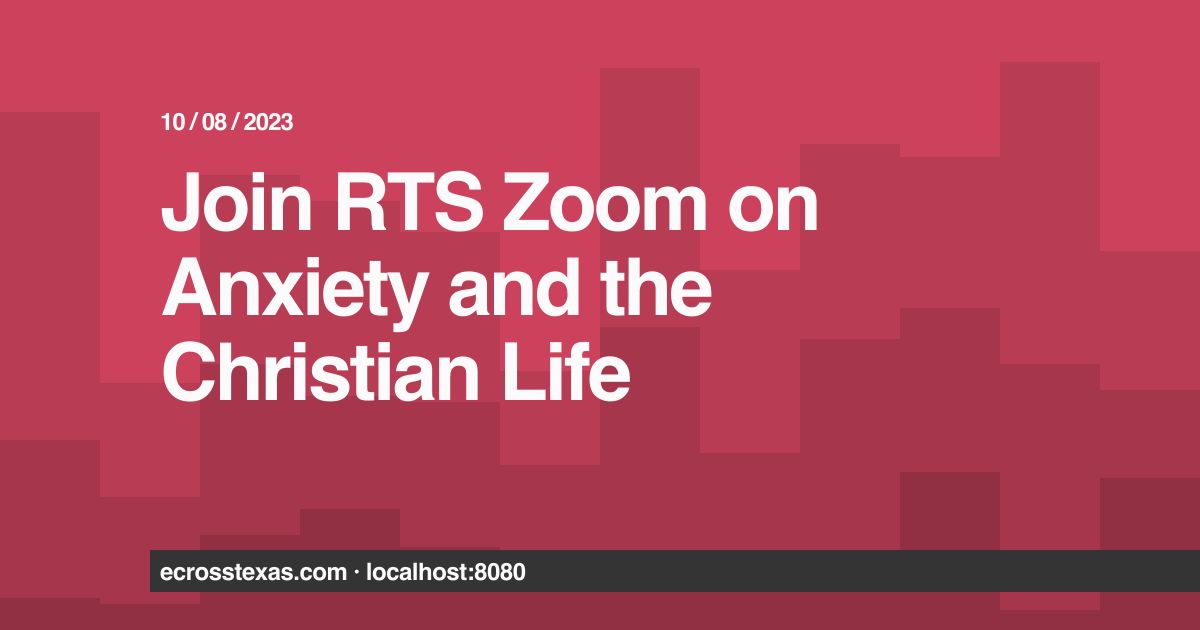 10 / 08 / 2023
Join RTS Zoom on
Anxiety and the
Christian Life
ecrosstexas.com · localhost:8080